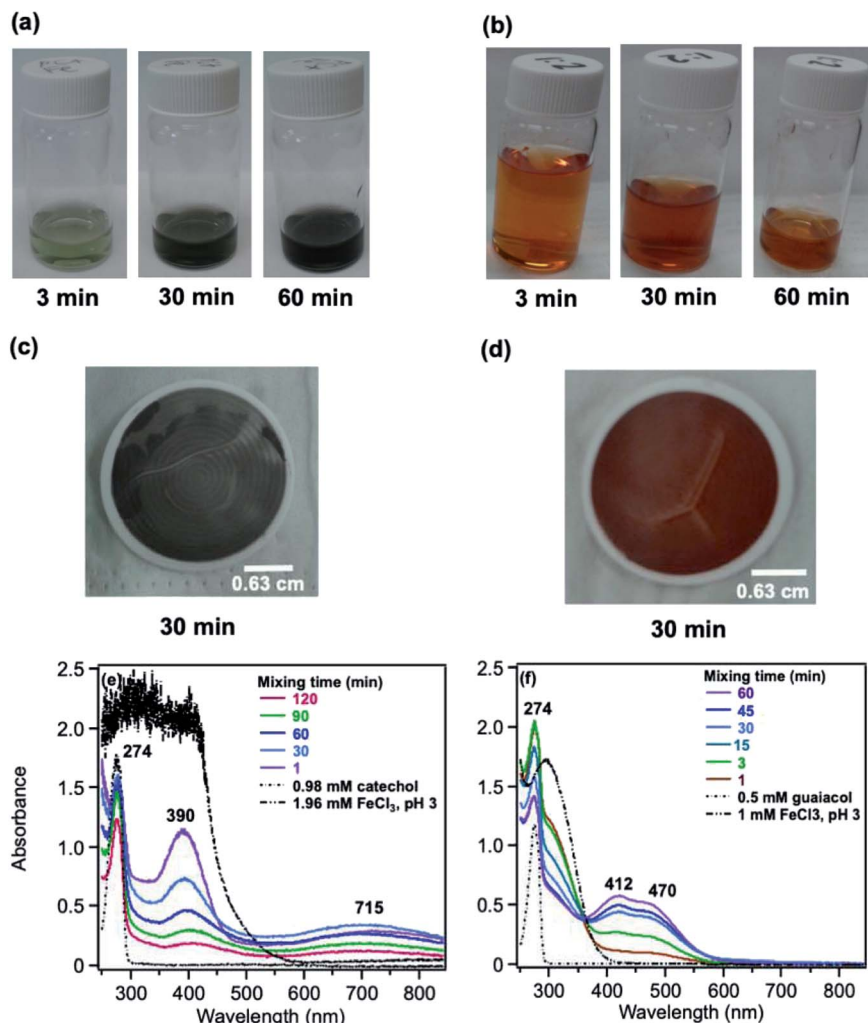 (a)
(b)
3 min
30 min
60 min
3 min
30 min
60 min
(c)
(d)
0.63 cm
0.63 cm
30 min
30 min
(e)
2.5
2.0
1.5
1.0
0.5
0
Absorbance
274
390
715
Mixing time (min)
120
90
60
30
1
0.98 mM catechol
1.96 mM FeCl₃, pH 3
300
400
500
600
700
800
Wavelength (nm)
(f)
2.5
2.0
1.5
1.0
0.5
0
274
412
470
Mixing time (min)
60
45
30
15
3
1
0.5 mM guaiacol
1 mM FeCl3, pH 3
300
400
500
600
700
800
Wavelength (nm)